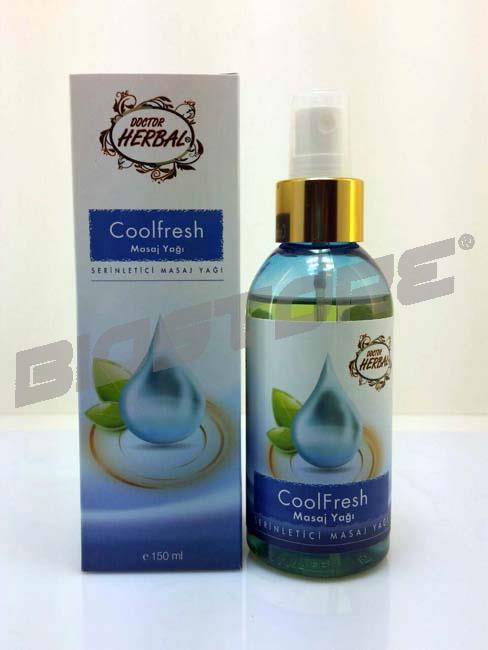 DOCTOR
HERBAL
Coolfresh
Masaj Yağı
SERİNLETİCİ MASAJ YAĞI
e 150 ml
DOCTOR
HERBAL
CoolFresh
Masaj Yağı
SERİNLETİCİ MASAJ YAĞI
BIOSTORE®